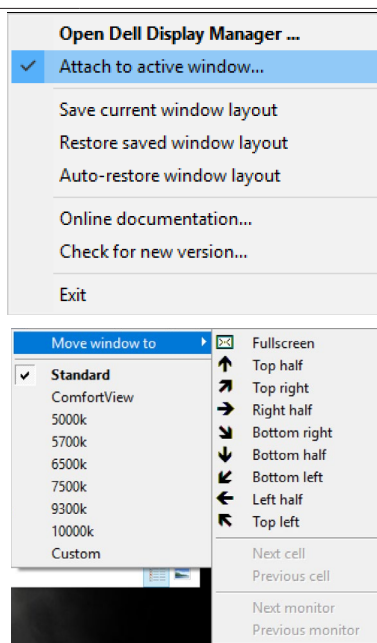 Open Dell Display Manager ...
Attach to active window...
Save current window layout
Restore saved window layout
Auto-restore window layout
Online documentation...
Check for new version...
Exit
Move window to
Standard
ComfortView
5000k
5700k
6500k
7500k
9300k
10000k
Custom
Fullscreen
Top half
Top right
Right half
Bottom right
Bottom half
Bottom left
Left half
Top left
Next cell
Previous cell
Next monitor
Previous monitor